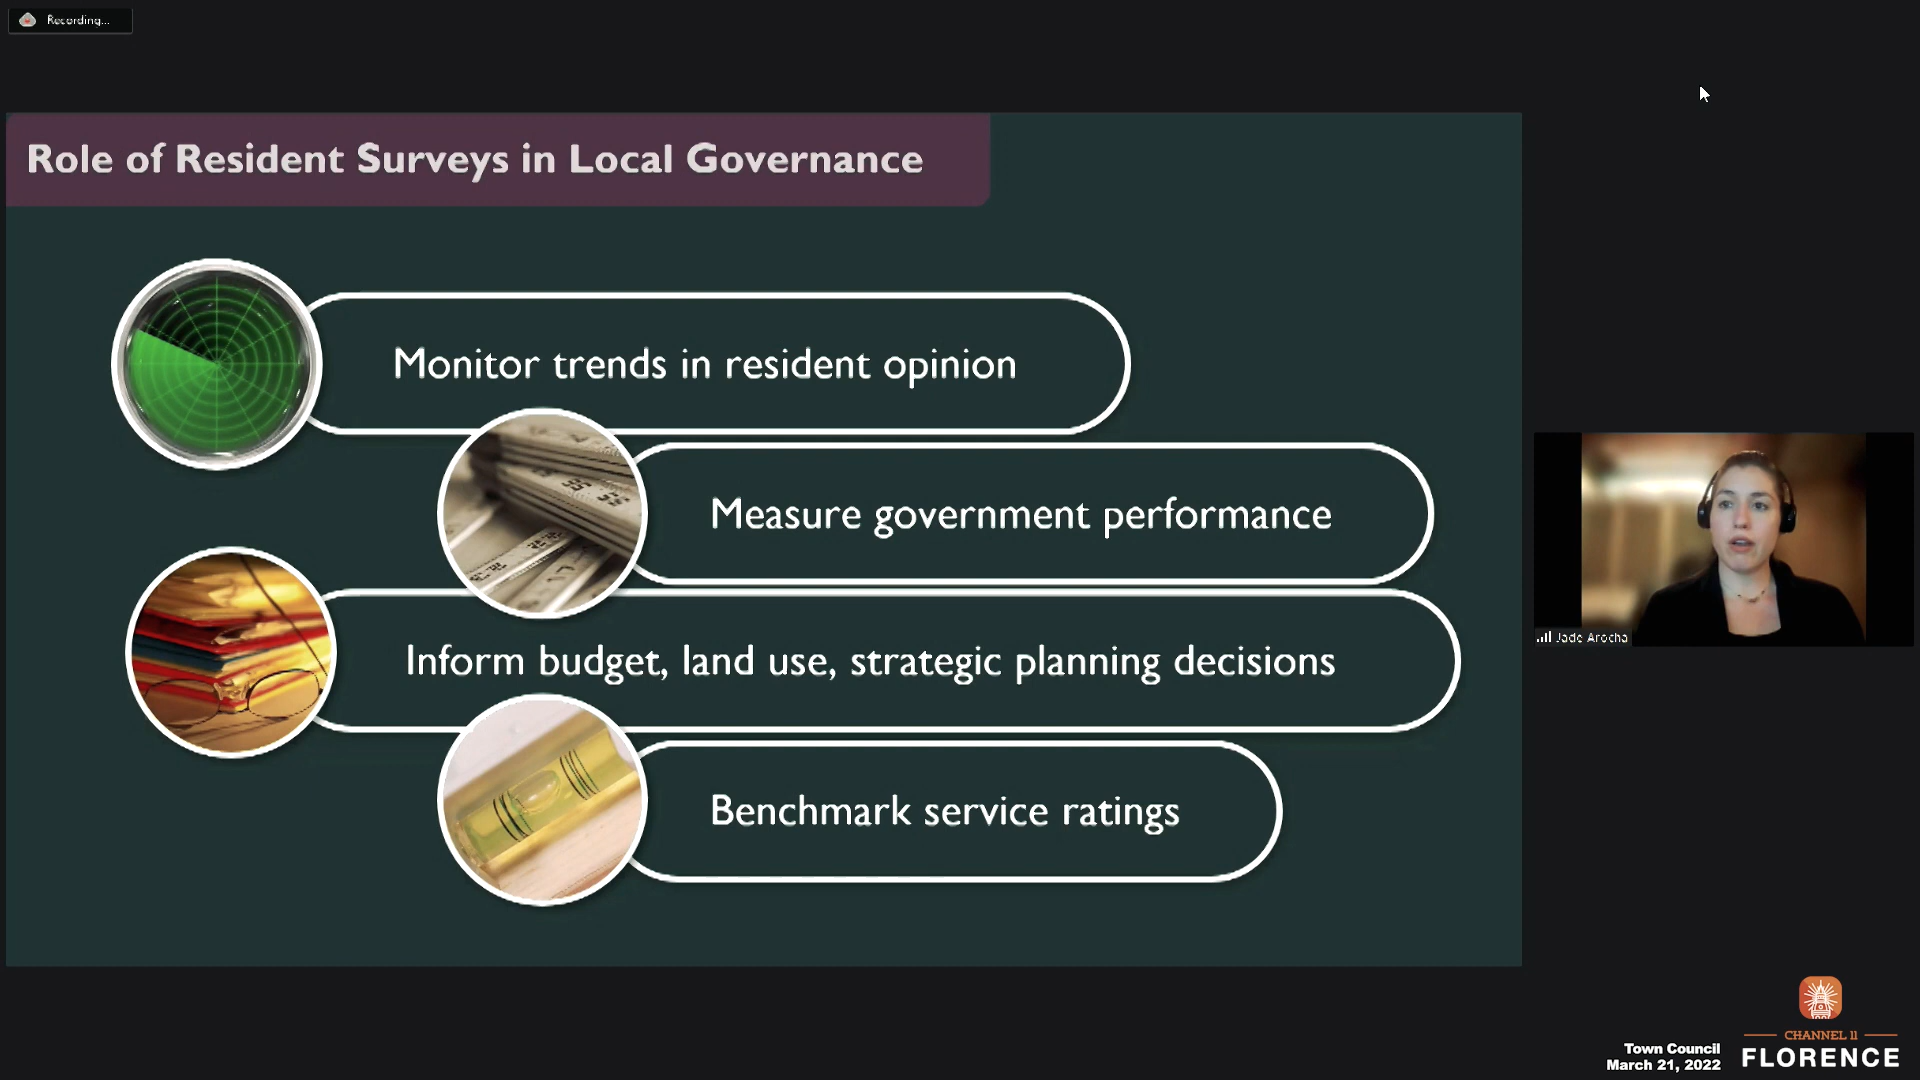 Recording...
Role of Resident Surveys in Local Governance
Monitor trends in resident opinion
Measure government performance
Inform budget, land use, strategic planning decisions
Benchmark service ratings
Jade Arocha
Town Council
March 21, 2022
CHANNEL 11
FLORENCE